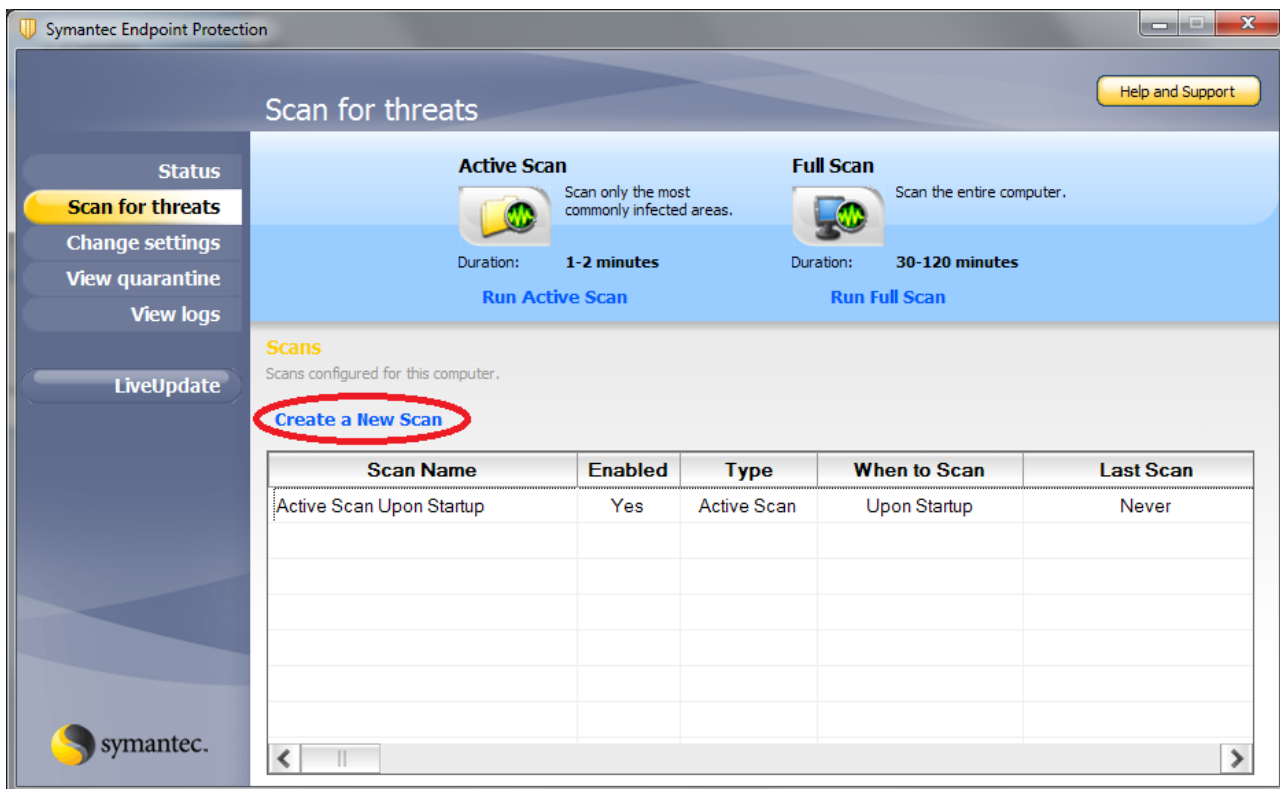 Symantec Endpoint Protection
Scan for threats
Help and Support
Status
Scan for threats
Change settings
View quarantine
View logs
LiveUpdate
Active Scan
Scan only the most
commonly infected areas.
Duration: 1-2 minutes
Run Active Scan
Full Scan
Scan the entire computer.
Duration: 30-120 minutes
Run Full Scan
Scans
Scans configured for this computer.
Create a New Scan
Scan Name Enabled Type When to Scan Last Scan
Active Scan Upon Startup Yes Active Scan Upon Startup Never
symantec.